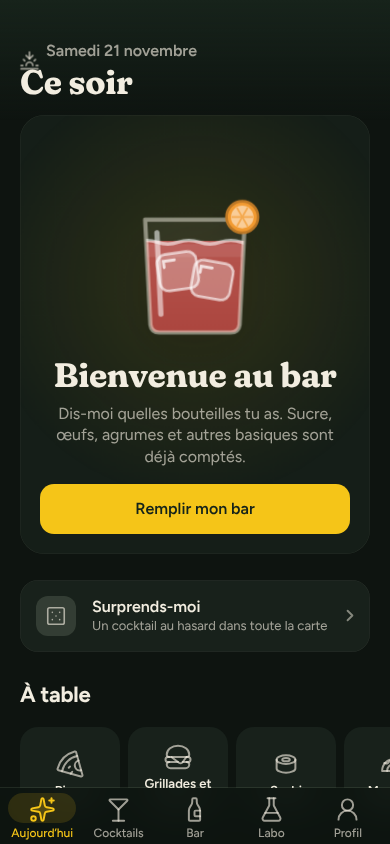 Samedi 21 novembre
Ce soir
Bienvenue au bar
Dis-moi quelles bouteilles tu as. Sucre,
œufs, agrumes et autres basiques sont
déjà comptés.
Remplir mon bar
Surprends-moi
Un cocktail au hasard dans toute la carte
À table
Grillades et
Aujourd'hui
Cocktails
Bar
Labo
Profil